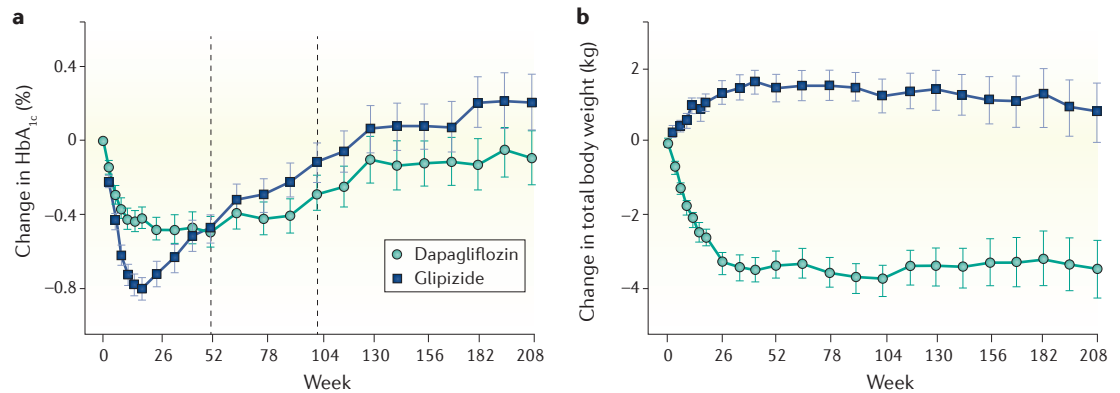 a
Change in HbA1c (%)
0.4
0
−0.4
−0.8
Dapagliflozin
Glipizide
0 26 52 78 104 130 156 182 208
Week
b
Change in total body weight (kg)
2
0
−2
−4
0 26 52 78 104 130 156 182 208
Week